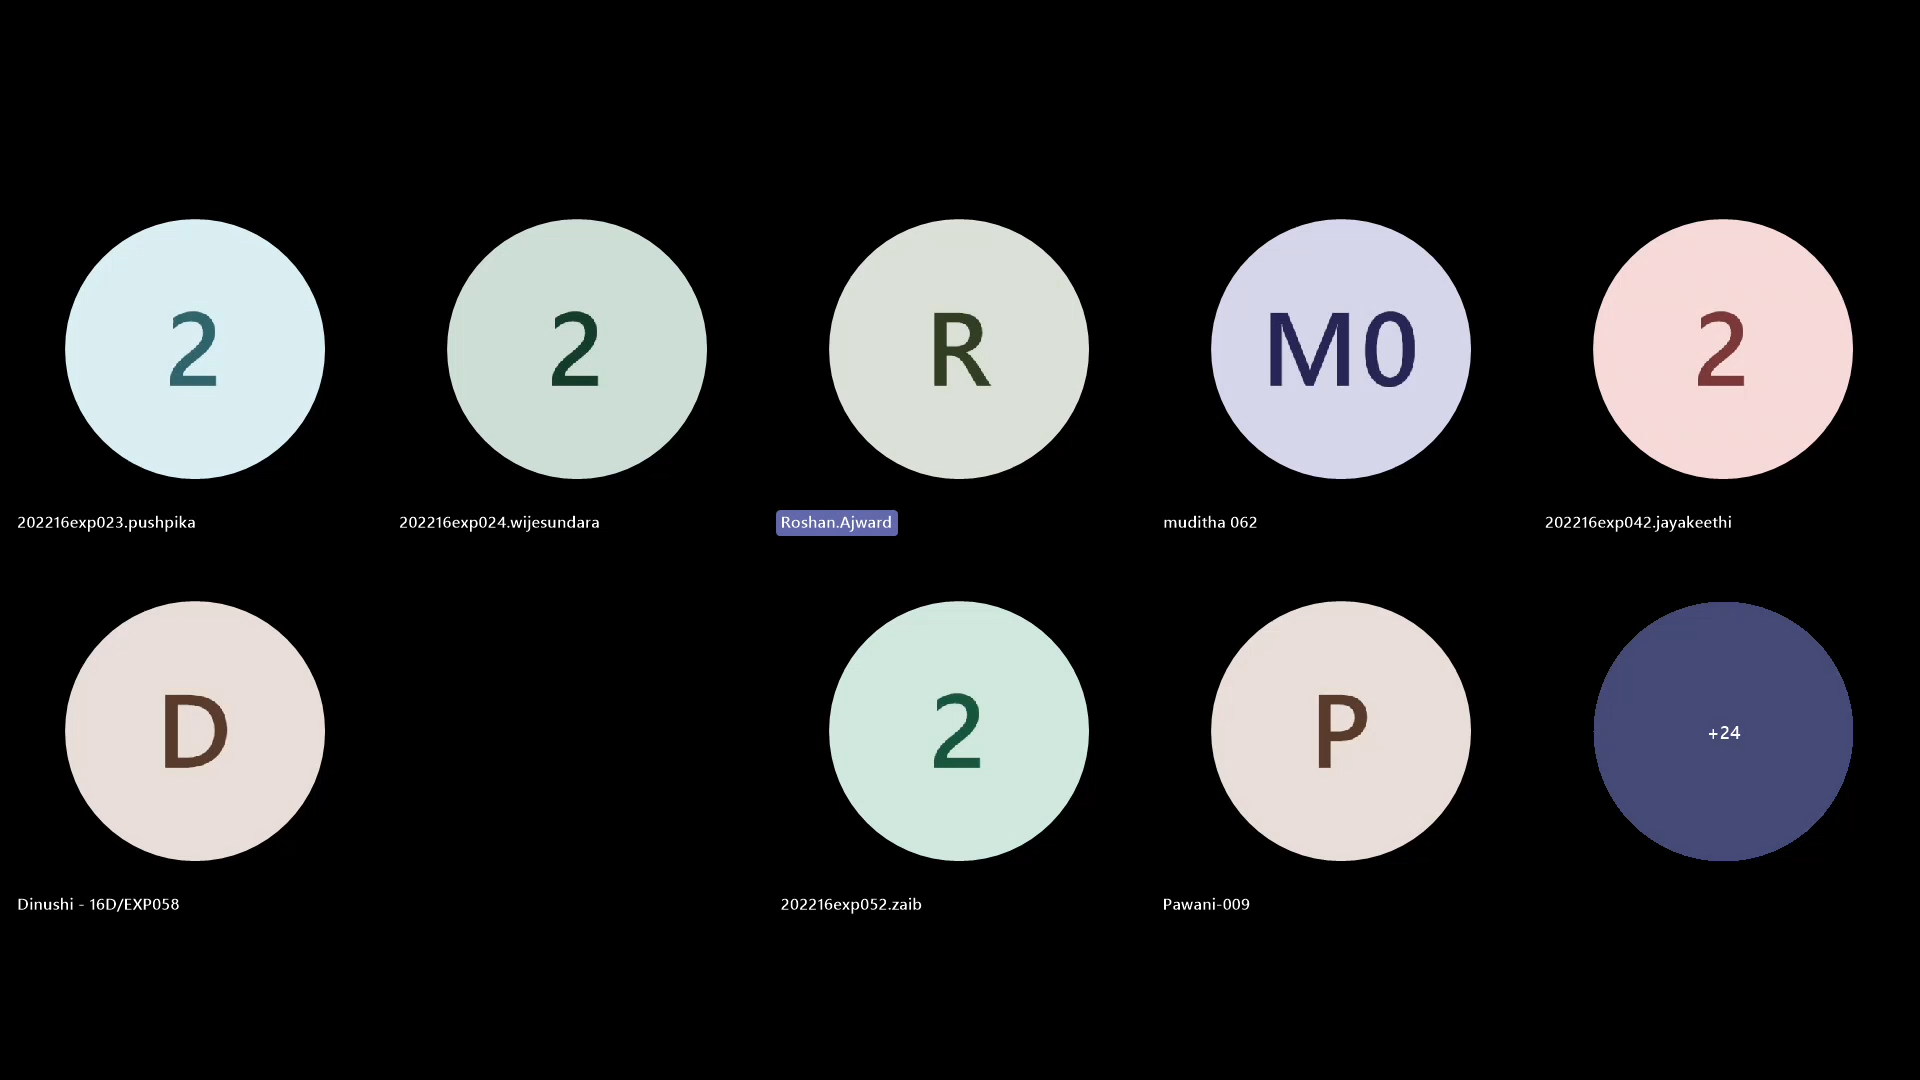 2
2
R
M0
2
202216exp023.pushpika
202216exp024.wijesundara
Roshan.Ajward
muditha 062
202216exp042.jayakeethi
D
2
P
+24
Dinushi - 16D/EXP058
202216exp052.zaib
Pawani-009